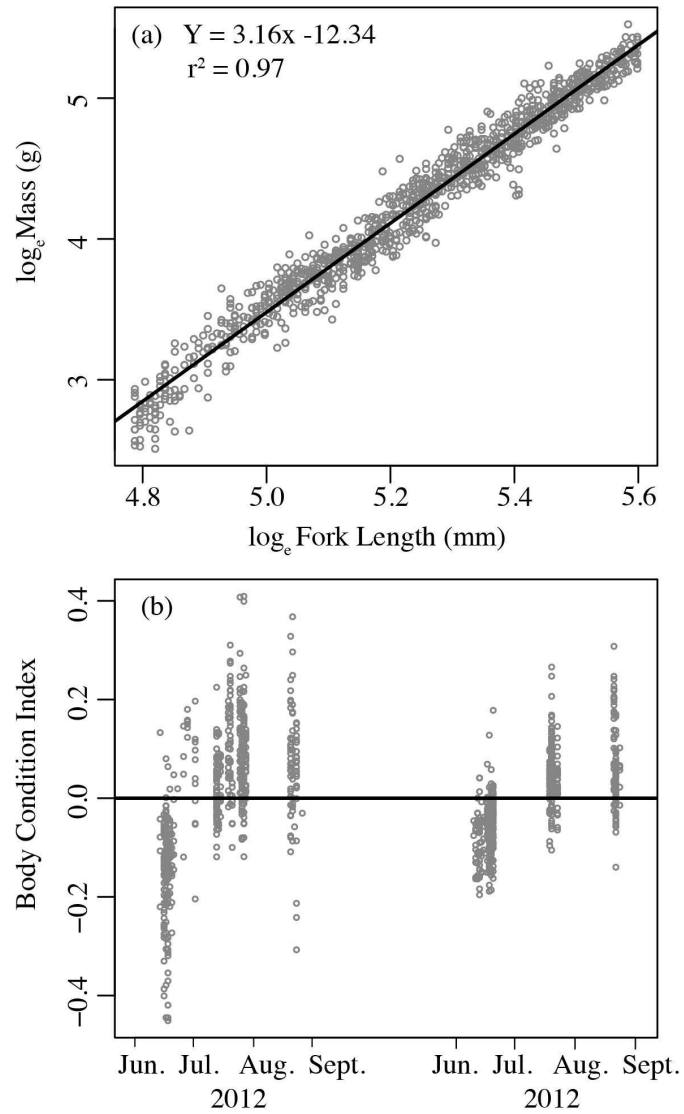 (a) Y = 3.16x -12.34
r² = 0.97
logₑMass (g)
5
4
3
4.8 5.0 5.2 5.4 5.6
logₑ Fork Length (mm)
(b)
Body Condition Index
0.4
0.2
0.0
−0.2
−0.4
Jun. Jul. Aug. Sept. Jun. Jul. Aug. Sept.
2012 2012